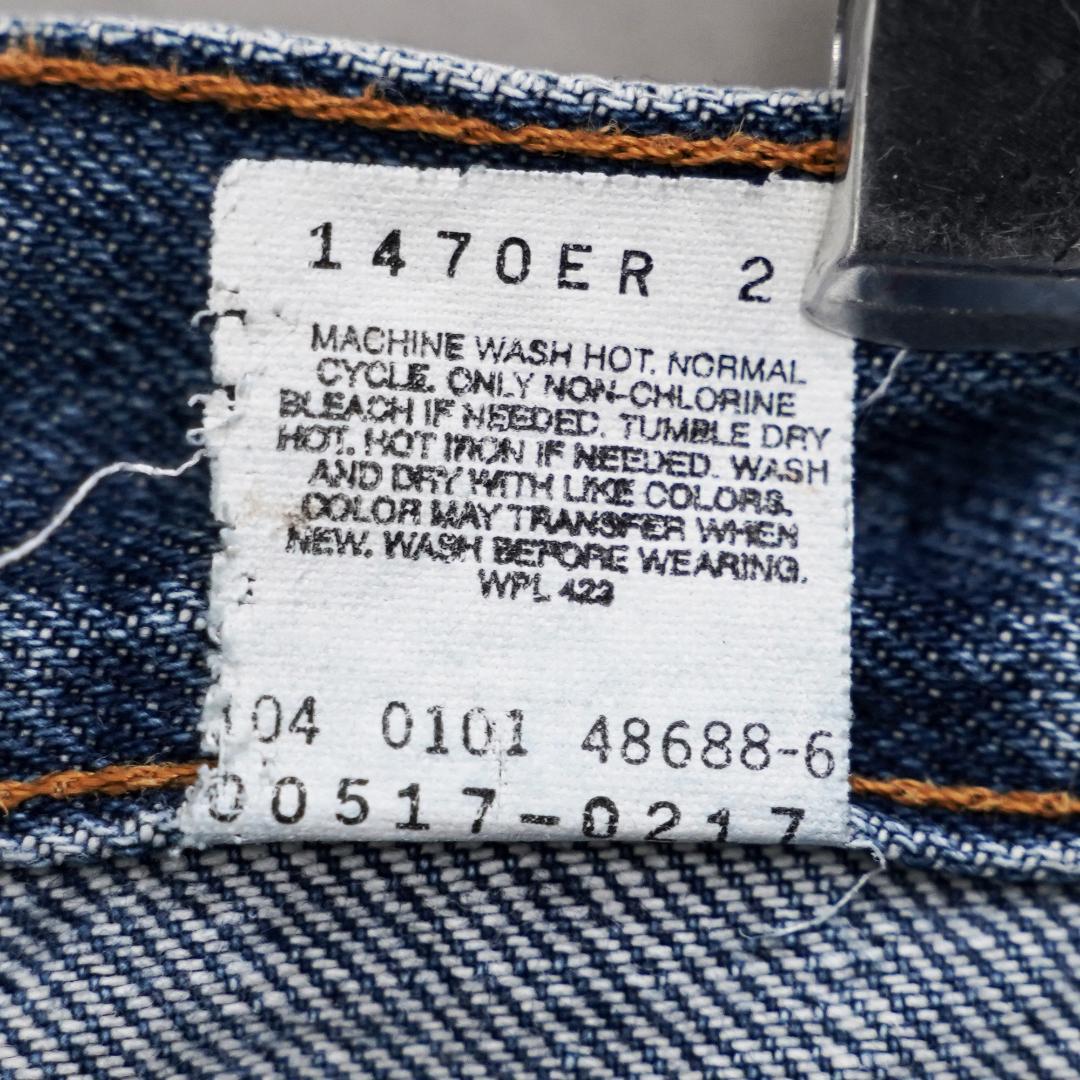 1470ER 2
MACHINE WASH HOT. NORMAL
CYCLE. ONLY NON-CHLORINE
BLEACH IF NEEDED. TUMBLE DRY
HOT. HOT IRON IF NEEDED. WASH
AND DRY WITH LIKE COLORS.
COLOR MAY TRANSFER WHEN
NEW. WASH BEFORE WEARING.
WPL 423
104 0101 48688-6
00517-0217